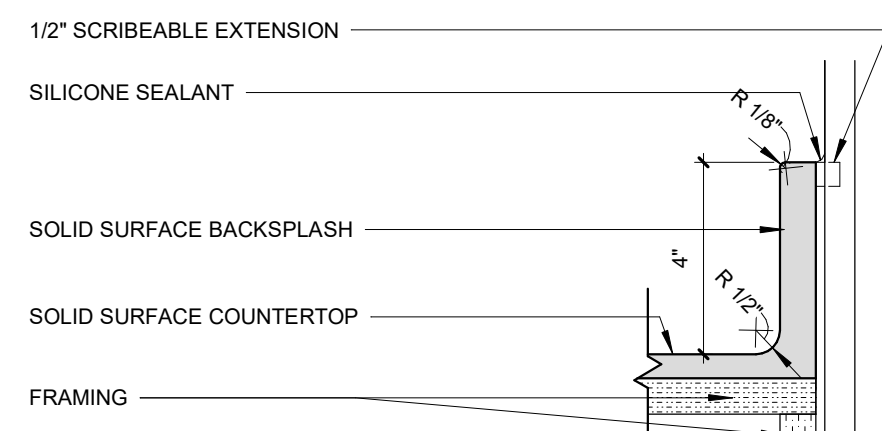 1/2" SCRIBEABLE EXTENSION
SILICONE SEALANT
R 1/8"
SOLID SURFACE BACKSPLASH
4"
R 1/2"
SOLID SURFACE COUNTERTOP
FRAMING